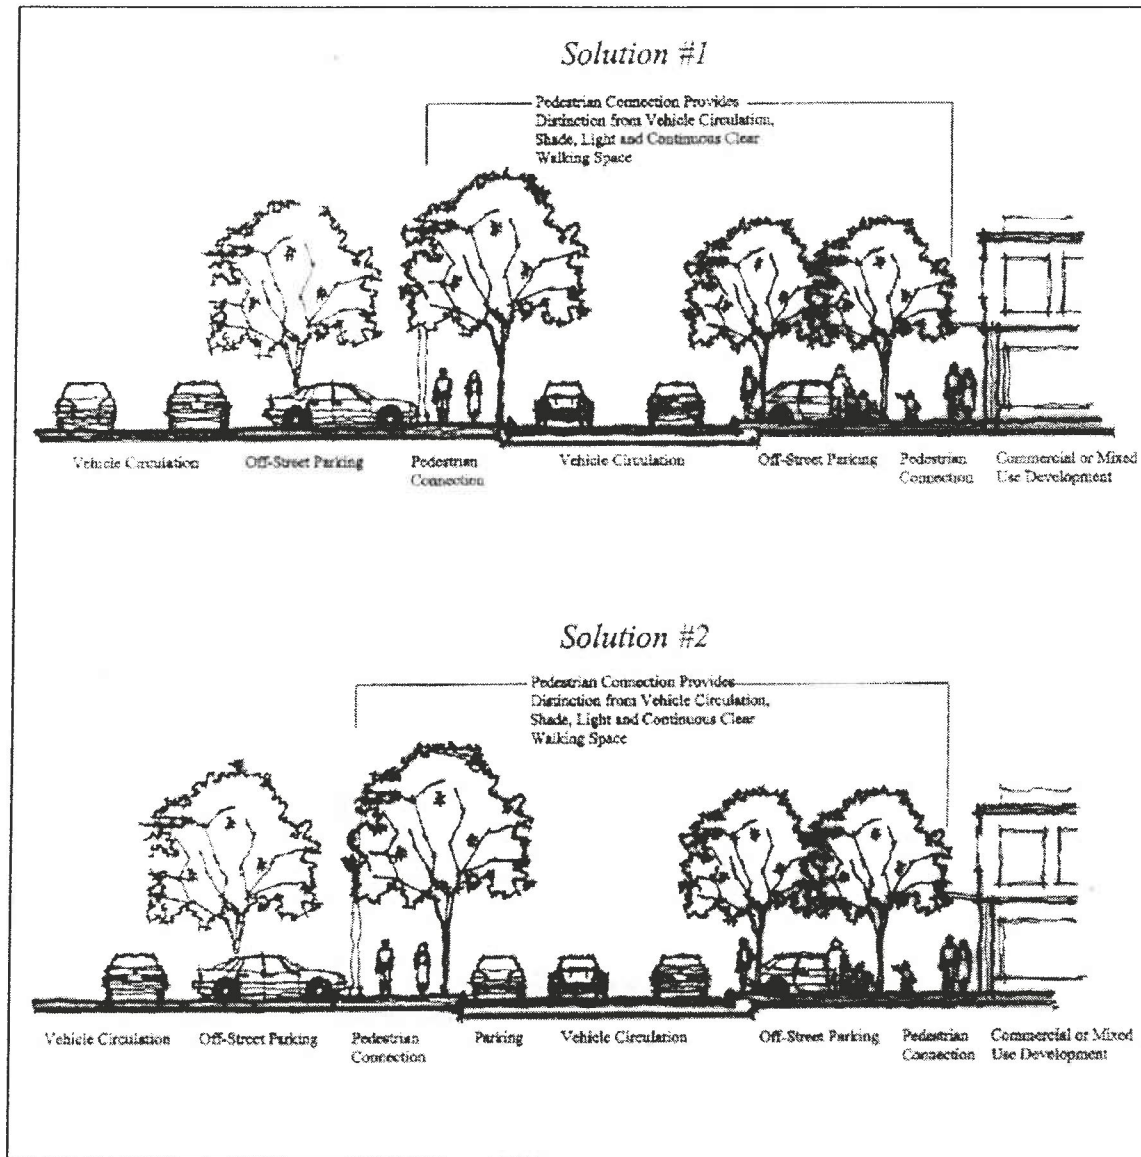 Solution #1
Pedestrian Connection Provides
Distinction from Vehicle Circulation,
Shade, Light and Continuous Clear
Walking Space
Vehicle Circulation
Off-Street Parking
Pedestrian
Connection
Vehicle Circulation
Off-Street Parking
Pedestrian
Connection
Commercial or Mixed
Use Development
Solution #2
Pedestrian Connection Provides
Distinction from Vehicle Circulation,
Shade, Light and Continuous Clear
Walking Space
Vehicle Circulation
Off-Street Parking
Pedestrian
Connection
Parking
Vehicle Circulation
Off-Street Parking
Pedestrian
Connection
Commercial or Mixed
Use Development